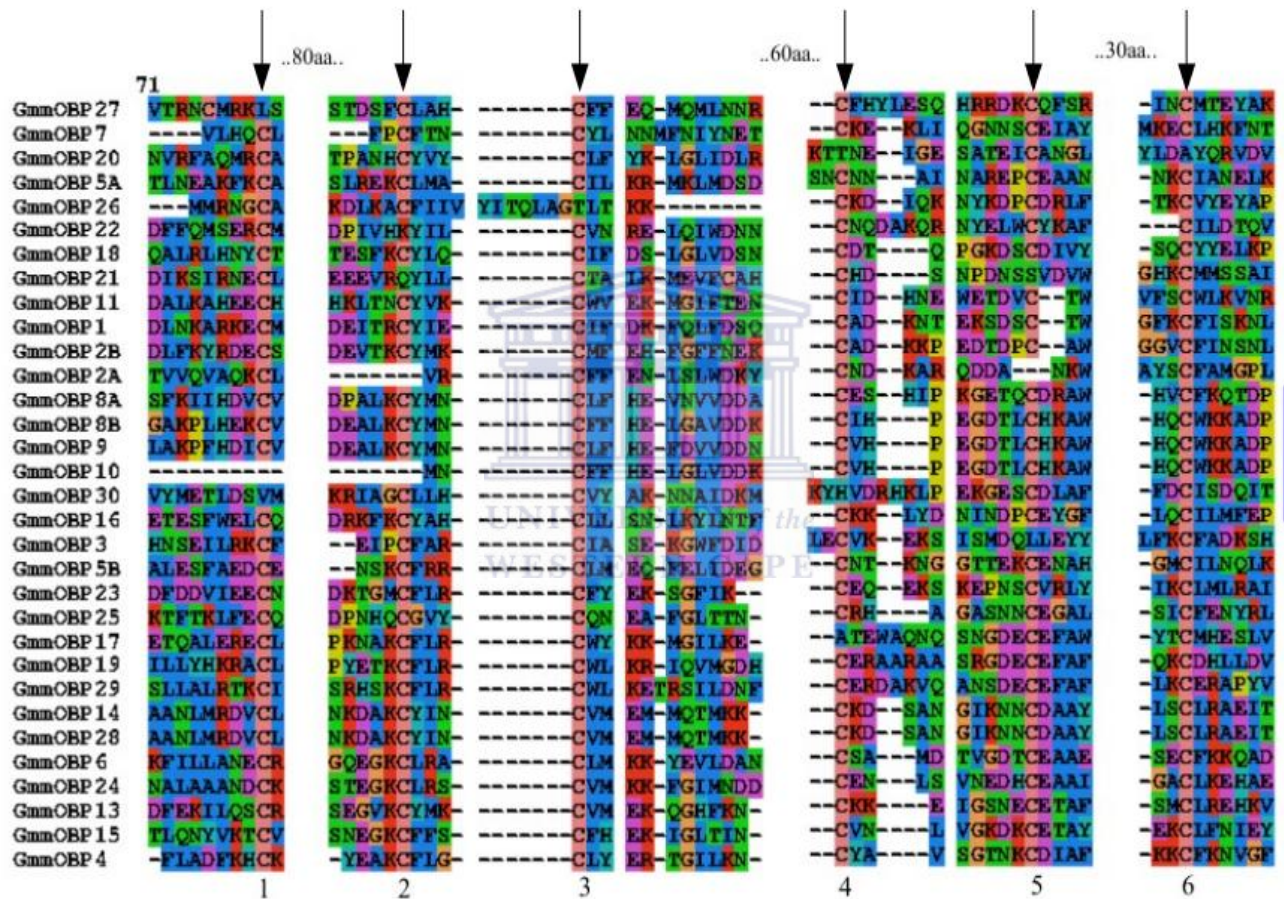 ..80aa.. ..60aa.. ..30aa..
71
GmmOBP27 VTRNCMRKLS STDSFCLAH- -------CFF EQ-MQMLNNR --CFHYLESQ HRRDKCQFSR -INCMTEYAK
GmmOBP7 ----VLHQCL ---FPCFTN- -------CYL NNMFNIYNET --CKE--KLI QGNNSCEIAY MKECLHKFNT
GmmOBP20 NVRFAQMRCA TPANHCYVY- -------CLF YK-LGLIDLR KTTNE--IGE SATEICANGL YLDAYQRVDV
GmmOBP5A TLNEAKFKCA SLREKCLMA- -------CIL KR-MKLMDSD SNCNN---AI NAREPCEAAN -NKCIANELK
GmmOBP26 ---MMRNGCA KDLKACFIIV YITQLAGTLT KK-------- --CKD--IQK NYKDPCDRLF -TKCVYEYA-
GmmOBP22 DFFQMSERCM DPIVHKYIL- -------CVN RE-LQIWDNN --CNQDAKQR NYELWCYKAF ---CILDTQV
GmmOBP18 QALRLHNYCT TESFKCYLQ- -------CIF DS-LGLVDSN --CDT----Q PGKDSCDIVY -SQCYYELKP
GmmOBP21 DIKSIRNECL EEEVRQYLL- -------CTA LK-MEVFCAH --CHD----S NPDNSSVDVW GHKCMMSSAI
GmmOBP11 DALKAHEECH HKLTNCYVK- -------CWV EK-MGIFTEN --CID--HNE WETDVC--TW VFSCWLKVNR
GmmOBP1 DLNKARKECM DEITRCYIE- -------CIF DK-FQLFDSQ --CAD--KNT EKSDSC--TW GFKCFISKNL
GmmOBP2B DLFKYRDECS DEVTKCYMK- -------CMF EH-FGFFNEK --CAD--KKP EDTDPC--AW GGVCFINSNL
GmmOBP2A TVVQVAQKCL -------VR- -------CFF EN-LSLWDKY --CND--KAR QDDA---NKW AYSCFAMGPL
GmmOBP8A SFKIIHDVCV DPALKCYMN- -------CLF HE-VNVVDDA --CES--HIP KGETQCDRAW -HVCFKQTDP
GmmOBP8B GAKPLHEKCV DEALKCYMN- -------CFF HE-LGAVDDK --CIH----P EGDTLCHKAW -HQCWKKADP
GmmOBP9 LAKPFHDICV DEALKCYMN- -------CLF HE-FDVVDDN --CVH----P EGDTLCHKAW -HQCWKKADP
GmmOBP10 ---------- -------MN- -------CFF HE-LGLVDDK --CVH----P EGDTLCHKAW -HQCWKKADP
GmmOBP30 VYMETLDSVM KRIAGCLLH- -------CVY AK-NNAIDKM KYHVDRHKLP EKGESCDLAF -FDCISDQIT
GmmOBP16 ETESFWELCQ DRKFKCYAH- -------CLL SN-LKYLNTF --CKK--LYD NINDPCEYGF -LQCILMFEP
GmmOBP3 HNSEILRKCF --EIPCFAR- -------CIA SE-KGWFDID LECVK--EKS ISMDQLLEYY LFKCFADKSH
GmmOBP5B ALESFAEDCE --NSKCFRR- -------CLM EQ-FELIDEG --CNT--KNG GTTEKCENAH -GMCILNQLK
GmmOBP23 DFDDVIEECN DKTGMCFLR- -------CFY EK-SGFIK-- --CEQ--EKS KEPNSCVRLY -IKCLMLRAI
GmmOBP25 KTFTKLFECQ DPNHQCGVY- -------CQN EA-FGLTTN- --CRH----A GASNNCEGAL -SICFENYRL
GmmOBP17 ETQALERECL PKNAKCFLR- -------CWY KK-MGILKE- --ATEWAQNQ SNGDECEFAW -YTCMHESLV
GmmOBP19 ILLYHKRACL PYETKCFLR- -------CWL KR-IQVMGDH --CERAARAA SRGDECEFAF -QKCDHLLDV
GmmOBP29 SLLALRTKCI SRHSKCFLR- -------CWL KETRSILDNF --CERDAKVQ ANSDECEFAF -LKCERAPYV
GmmOBP14 AANLMRDVCL NKDAKCYIN- -------CVM EM-MQTMKK- --CKD--SAN GIKNNCDAAY -LSCLRAEIT
GmmOBP28 AANLMRDVCL NKDAKCYIN- -------CVM EM-MQTMKK- --CKD--SAN GIKNNCDAAY -LSCLRAEIT
GmmOBP6 KFILLANECR GQEGKCLRA- -------CLM KK-YEVLDAN --CSA---MD TVGDTCEAAE -SECFKKQAD
GmmOBP24 NALAAANDCK STEGKCLRS- -------CVM KK-FGIMNDD --CEN---LS VNEDHCEAAI -GACLKEHAE
GmmOBP13 DFEKILQSCR SEGVKCYMK- -------CVM EK-QGHFKN- --CKK----E IGSNECETAF -SMCLREHKV
GmmOBP15 TLQNYVKTCV SNEGKCFFS- -------CFH EK-IGLTIN- --CVN----L VGKDKCETAY -EKCLFNIEY
GmmOBP4 -FLADFKHCK -YEAKCFLG- -------CLY ER-TGILKN- --CYA----V SGTNKCDIAF -KKCFKNVGF
1 2 3 4 5 6
UNIVERSITY of the
WESTERN CAPE